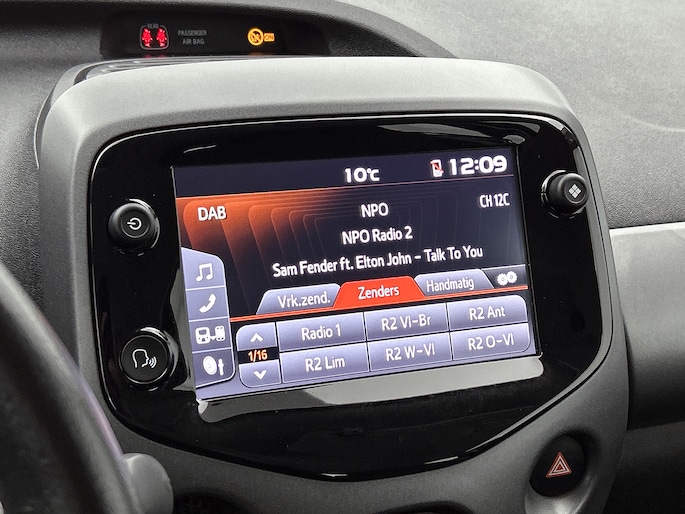 REAR
PASSENGER
AIR BAG
ON
10°C
12:09
DAB
NPO
CH 12C
NPO Radio 2
Sam Fender ft. Elton John - Talk To You
Vrk.zend.
Zenders
Handmatig
1/16
Radio 1
R2 Vl-Br
R2 Ant
R2 Lim
R2 W-Vl
R2 O-Vl